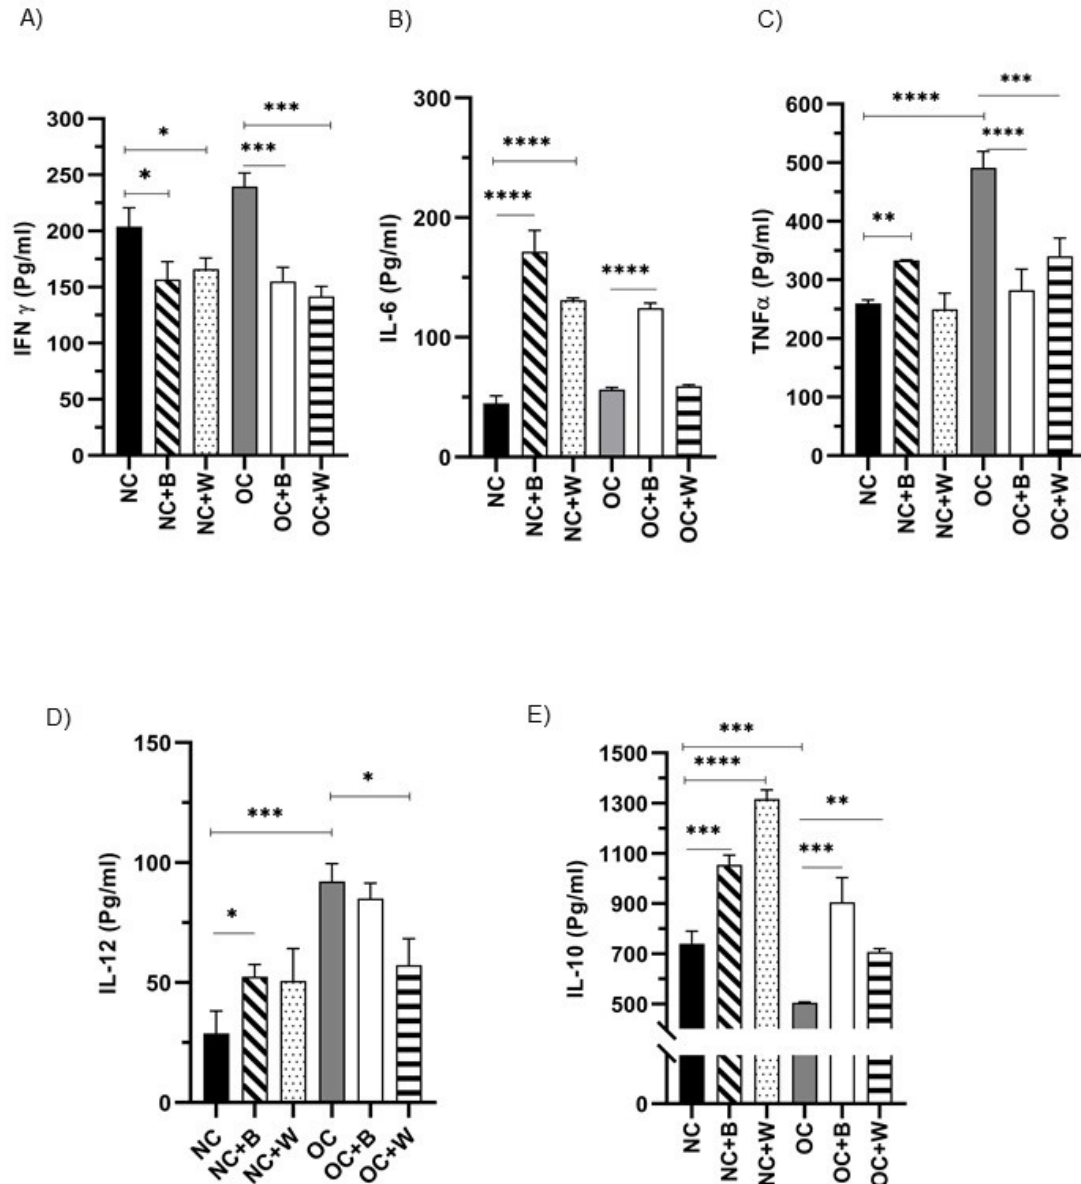 A)
B)
C)
IFN γ (Pg/ml)
300
250
200
150
100
50
0
*
*
***
***
NC
NC+B
NC+W
OC
OC+B
OC+W
IL-6 (Pg/ml)
300
200
100
0
****
****
****
NC
NC+B
NC+W
OC
OC+B
OC+W
TNFα (Pg/ml)
600
500
400
300
200
100
0
****
***
****
**
NC
NC+B
NC+W
OC
OC+B
OC+W
D)
E)
IL-12 (Pg/ml)
150
100
50
0
*
***
*
NC
NC+B
NC+W
OC
OC+B
OC+W
IL-10 (Pg/ml)
1500
1300
1100
900
700
500
0
***
****
**
***
***
NC
NC+B
NC+W
OC
OC+B
OC+W